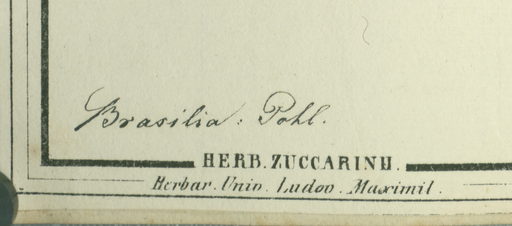 Brasilia: Pohl.
HERB. ZUCCARINII.
Herbar. Univ. Ludov. Maximil.